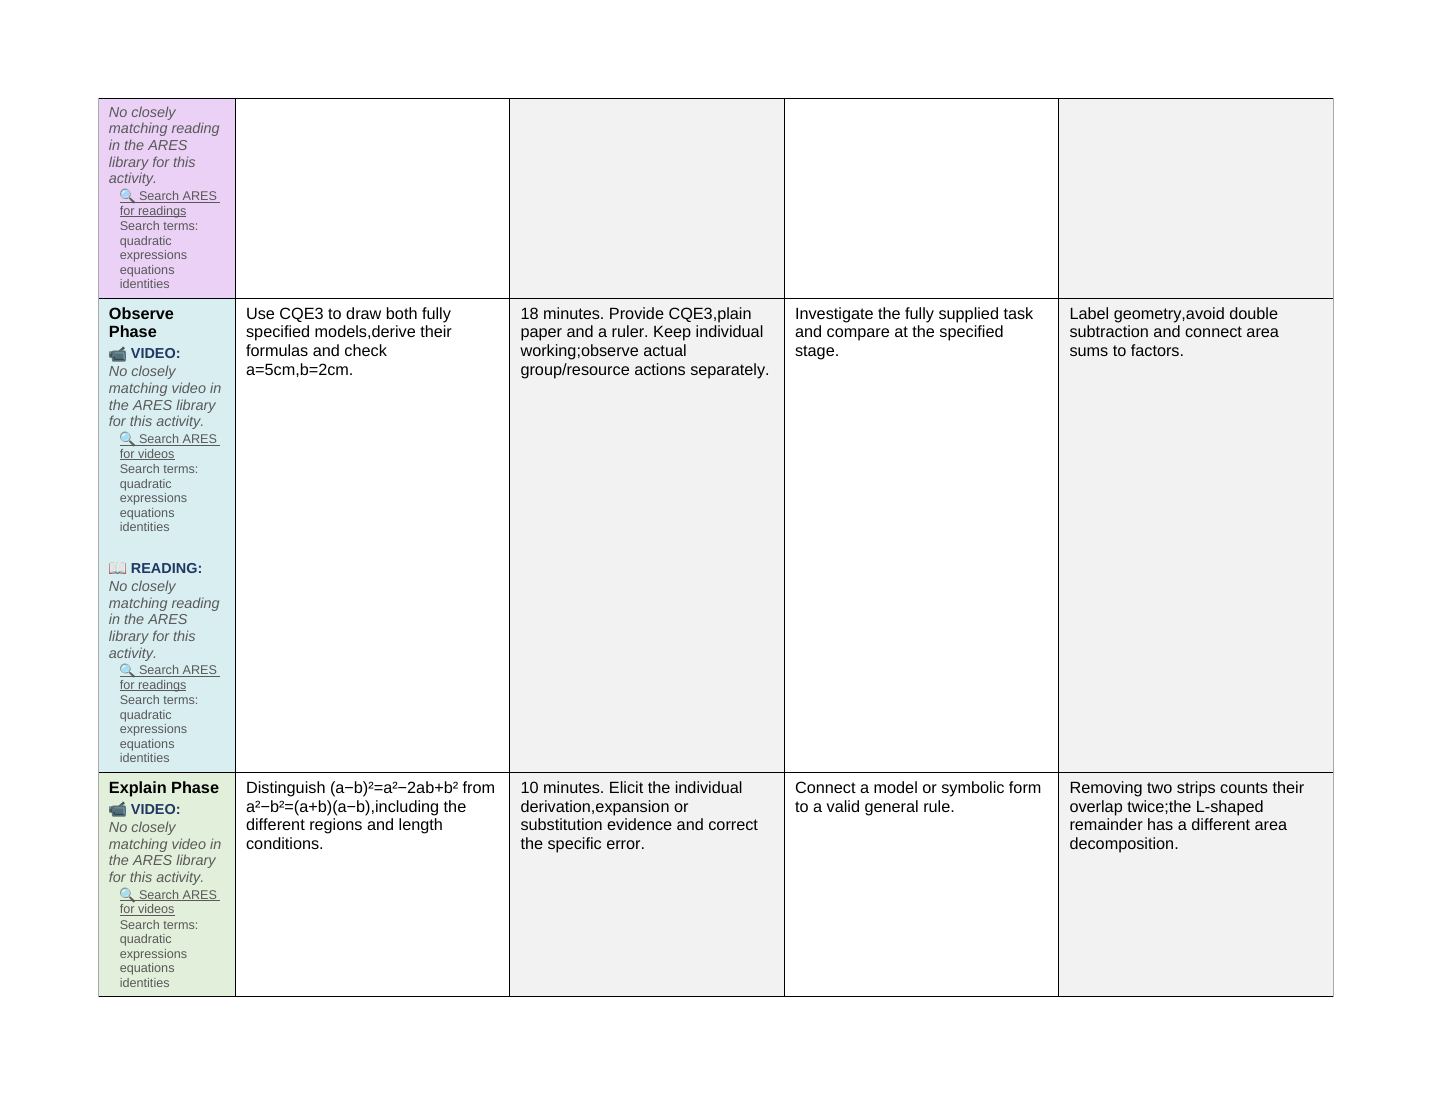 No closely
matching reading
in the ARES
library for this
activity.
🔍 Search ARES
for readings
Search terms:
quadratic
expressions
equations
identities
Observe
Phase
📹 VIDEO:
No closely
matching video in
the ARES library
for this activity.
🔍 Search ARES
for videos
Search terms:
quadratic
expressions
equations
identities
📖 READING:
No closely
matching reading
in the ARES
library for this
activity.
🔍 Search ARES
for readings
Search terms:
quadratic
expressions
equations
identities
Use CQE3 to draw both fully
specified models,derive their
formulas and check
a=5cm,b=2cm.
18 minutes. Provide CQE3,plain
paper and a ruler. Keep individual
working;observe actual
group/resource actions separately.
Investigate the fully supplied task
and compare at the specified
stage.
Label geometry,avoid double
subtraction and connect area
sums to factors.
Explain Phase
📹 VIDEO:
No closely
matching video in
the ARES library
for this activity.
🔍 Search ARES
for videos
Search terms:
quadratic
expressions
equations
identities
Distinguish (a−b)²=a²−2ab+b² from
a²−b²=(a+b)(a−b),including the
different regions and length
conditions.
10 minutes. Elicit the individual
derivation,expansion or
substitution evidence and correct
the specific error.
Connect a model or symbolic form
to a valid general rule.
Removing two strips counts their
overlap twice;the L-shaped
remainder has a different area
decomposition.